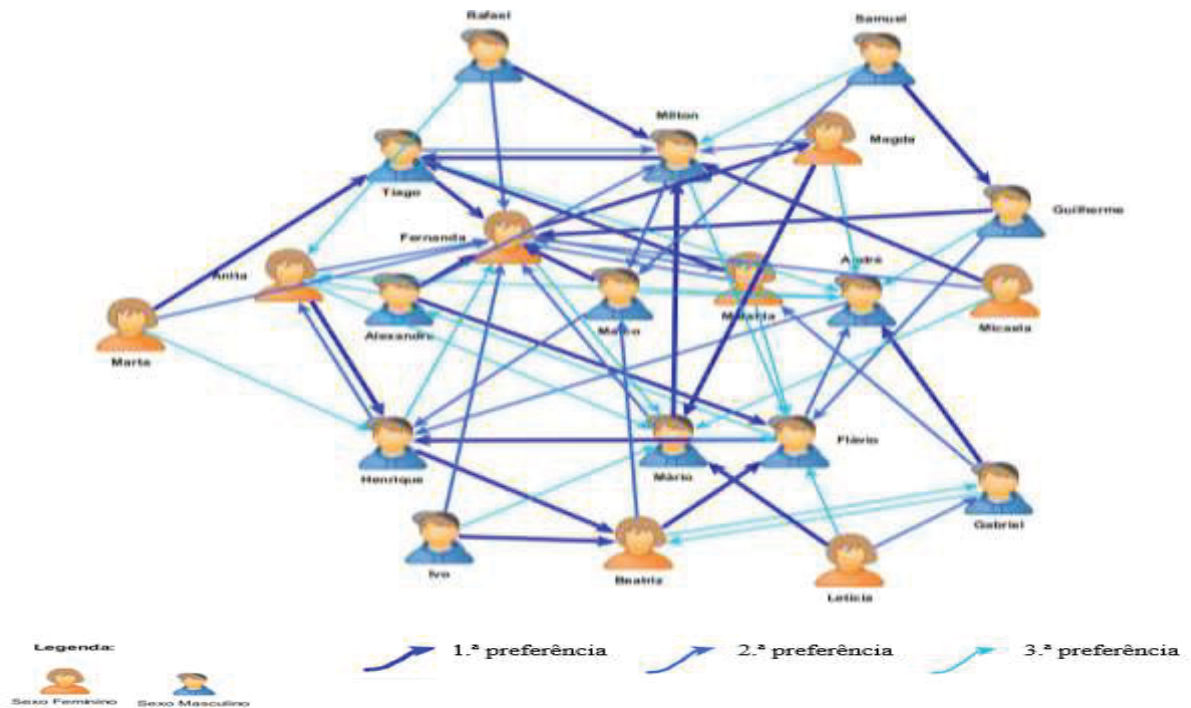 Rafael
Samuel
Milton
Magda
Tiago
Guilherme
Fernanda
André
Anita
Alexandre
Marco
Micaela
Marta
Flávio
Henrique
Mário
Gabriel
Ivo
Beatriz
Letícia
Legenda:
1.ª preferência
2.ª preferência
3.ª preferência
Sexo Feminino
Sexo Masculino